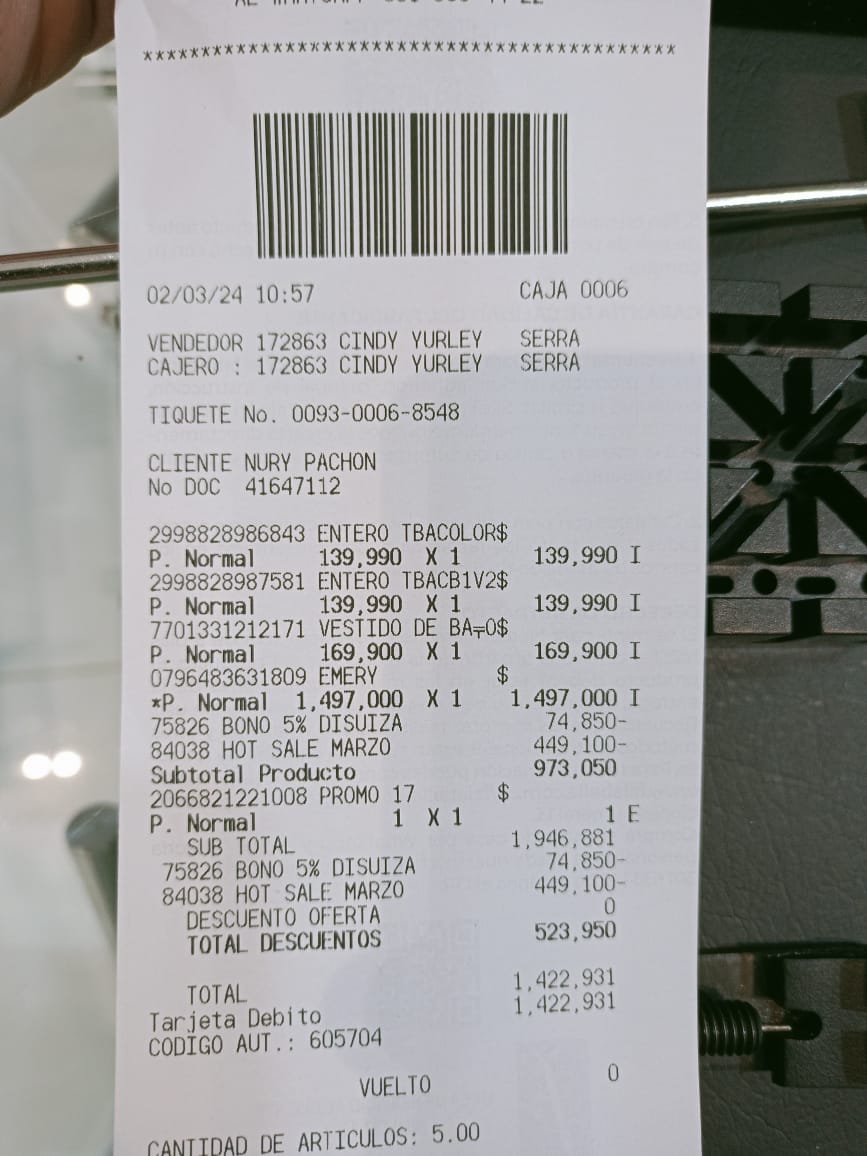 ******************************************
02/03/24 10:57 CAJA 0006
VENDEDOR 172863 CINDY YURLEY SERRA
CAJERO : 172863 CINDY YURLEY SERRA
TIQUETE No. 0093-0006-8548
CLIENTE NURY PACHON
No DOC 41647112
2998828986843 ENTERO TBACOLOR$
P. Normal 139,990 X 1 139,990 I
2998828987581 ENTERO TBACB1V2$
P. Normal 139,990 X 1 139,990 I
7701331212171 VESTIDO DE BA╤O$
P. Normal 169,900 X 1 169,900 I
0796483631809 EMERY $
*P. Normal 1,497,000 X 1 1,497,000 I
75826 BONO 5% DISUIZA 74,850-
84038 HOT SALE MARZO 449,100-
Subtotal Producto 973,050
2066821221008 PROMO 17 $
P. Normal 1 X 1 1 E
SUB TOTAL 1,946,881
75826 BONO 5% DISUIZA 74,850-
84038 HOT SALE MARZO 449,100-
DESCUENTO OFERTA 0
TOTAL DESCUENTOS 523,950
TOTAL 1,422,931
Tarjeta Debito 1,422,931
CODIGO AUT.: 605704
VUELTO 0
CANTIDAD DE ARTICULOS: 5.00